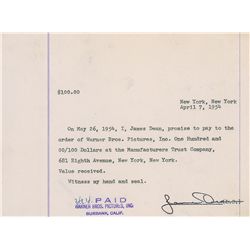 $100.00
New York, New York
April 7, 1954
On May 26, 1954, I, James Dean, promise to pay to the
order of Warner Bros. Pictures, Inc. One Hundred and
00/100 Dollars at the Manufacturers Trust Company,
681 Eighth Avenue, New York, New York.
Value received.
Witness my hand and seal.
PAID
WARNER BROS. PICTURES, INC.
BURBANK, CALIF.
James Dean